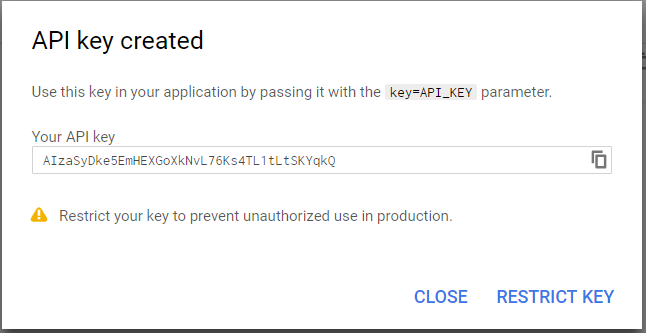 API key created
Use this key in your application by passing it with the key=API_KEY parameter.
Your API key
AIzaSyDke5EmHEXGoXkNvL76Ks4TL1tLtSKYqkQ
Restrict your key to prevent unauthorized use in production.
CLOSE RESTRICT KEY